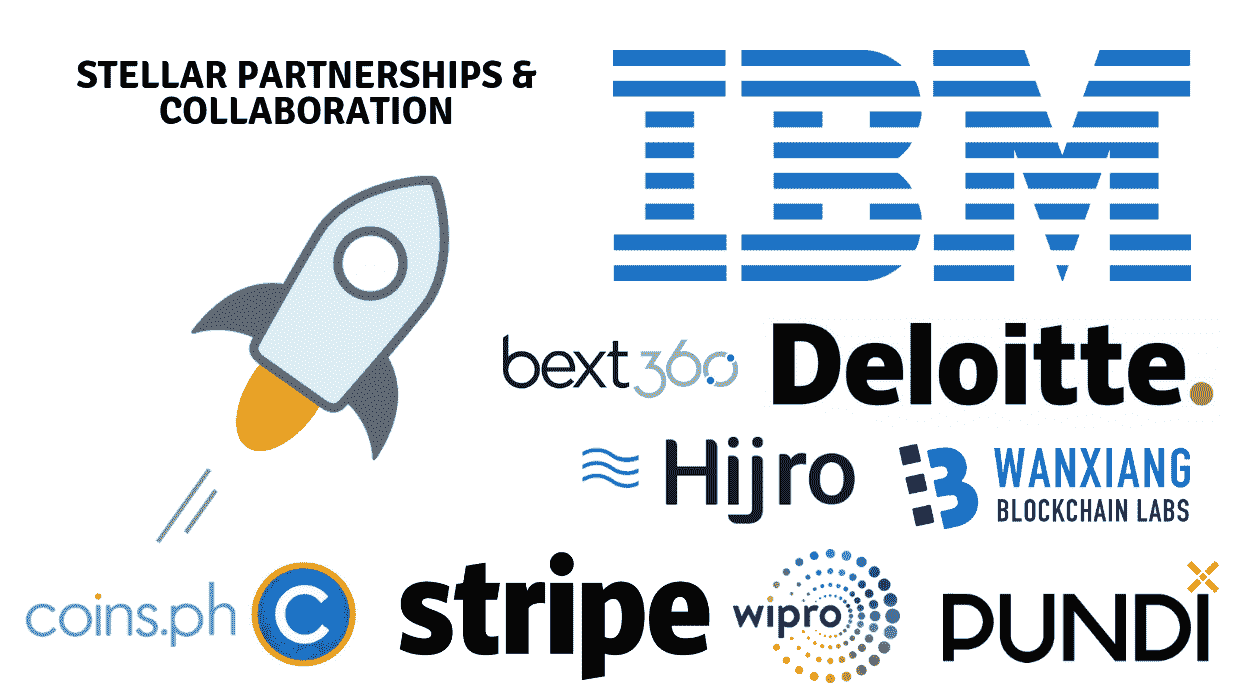 STELLAR PARTNERSHIPS &
COLLABORATION
IBM
bext360
Deloitte.
Hijro
WANXIANG
BLOCKCHAIN LABS
coins.ph
C
stripe
wipro
PUNDI X